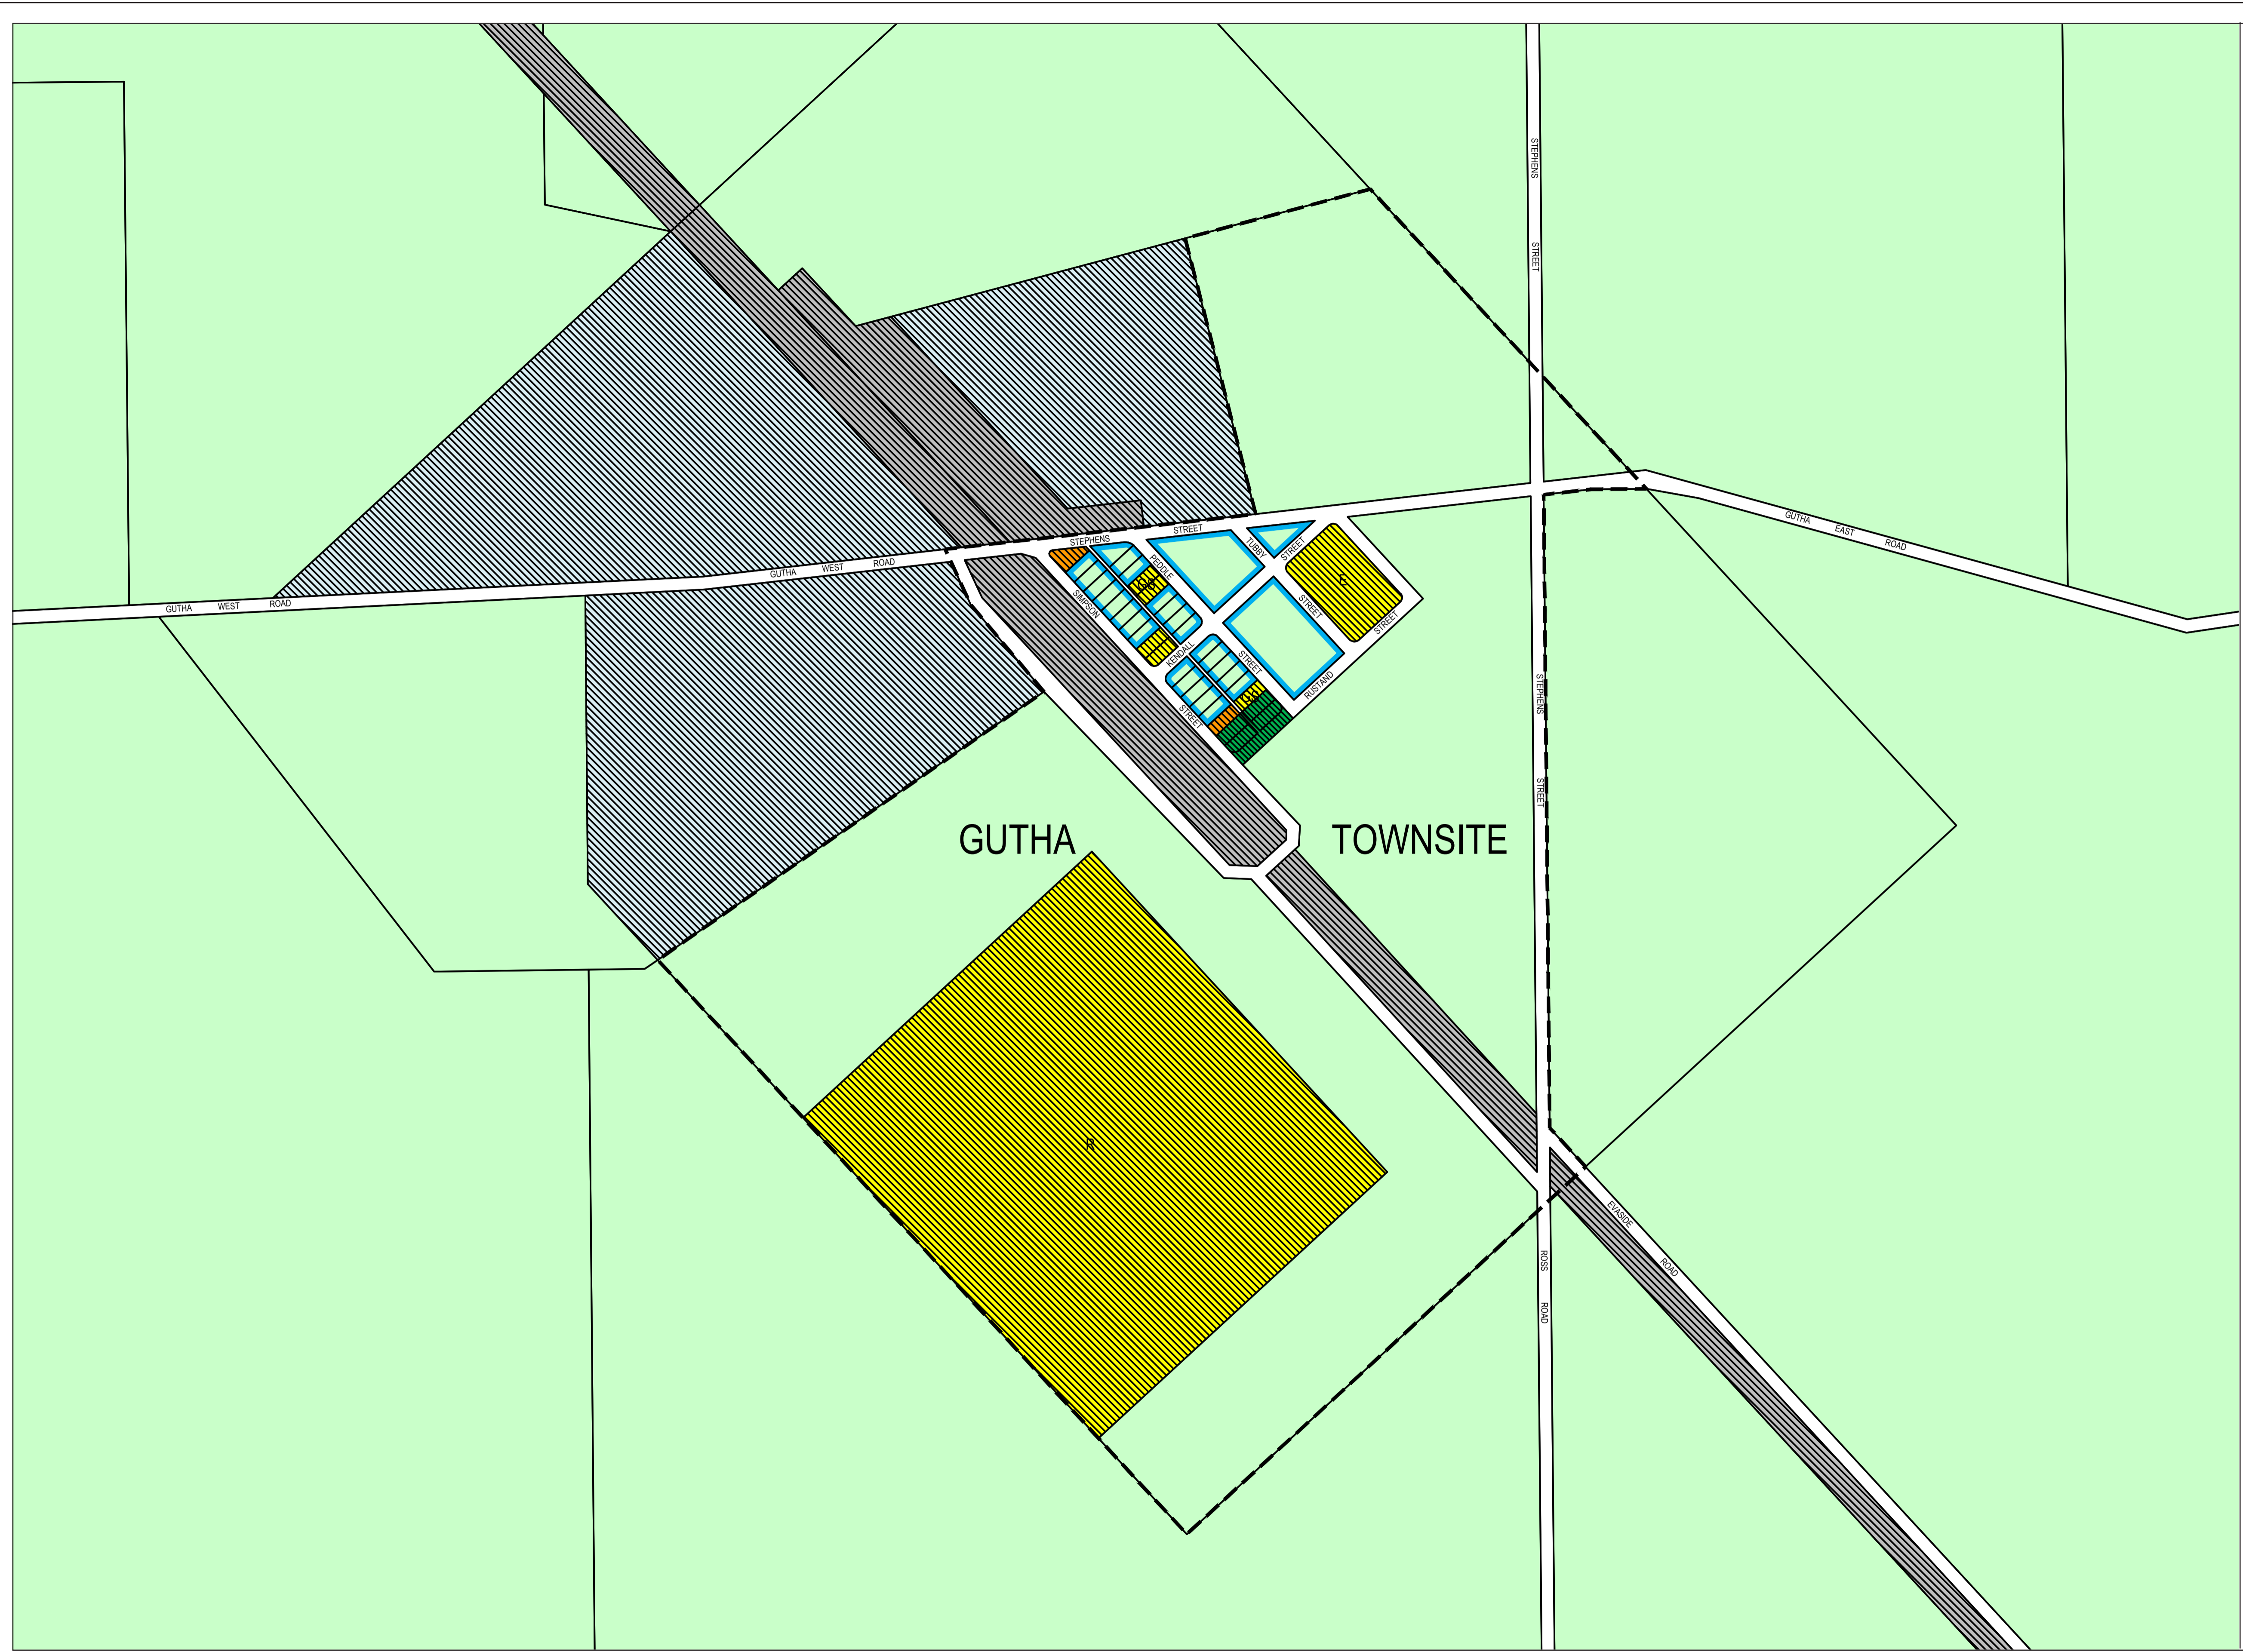 STEPHENS
STREET
GUTHA EAST ROAD
STEPHENS STREET
TUBBY STREET
PEDDLE
GUTHA WEST ROAD
GUTHA WEST ROAD
E
SIMPSON
STREET
STREET
KENDALL
STREET
RUSTAND
STREET
STEPHENS
STREET
GUTHA TOWNSITE
R
EVASIDE
ROAD
ROSS
ROAD